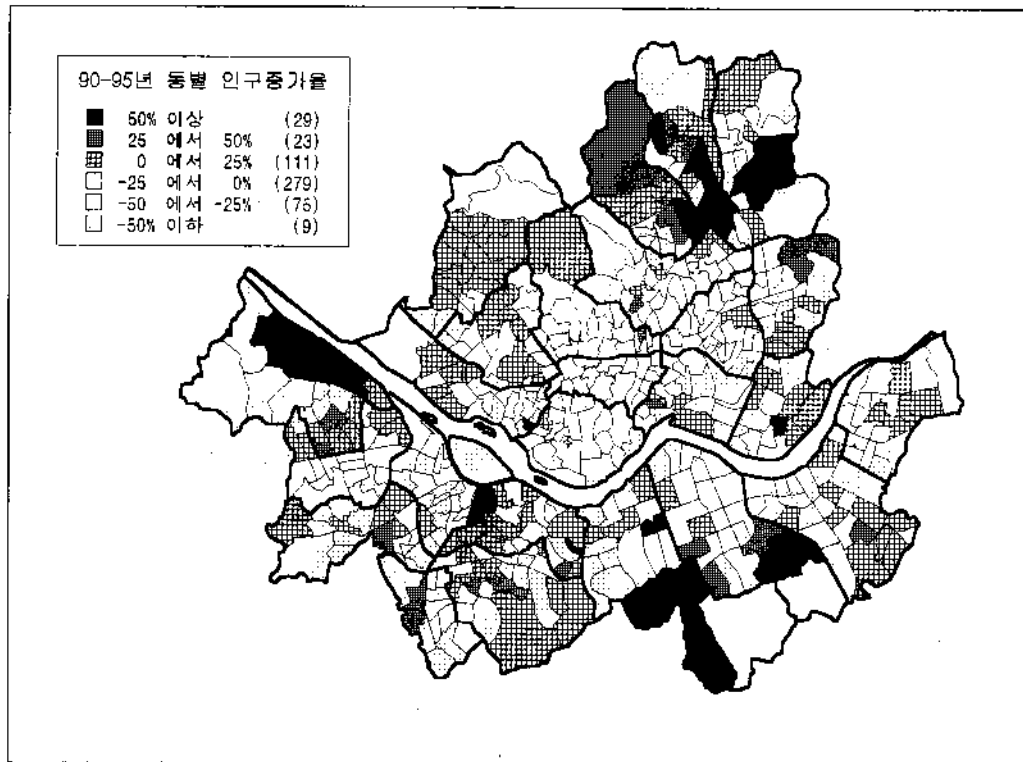 90-95년 동별 인구증가율
50% 이상 (29)
25 에서 50% (23)
0 에서 25% (111)
-25 에서 0% (279)
-50 에서 -25% (76)
-50% 이하 (9)